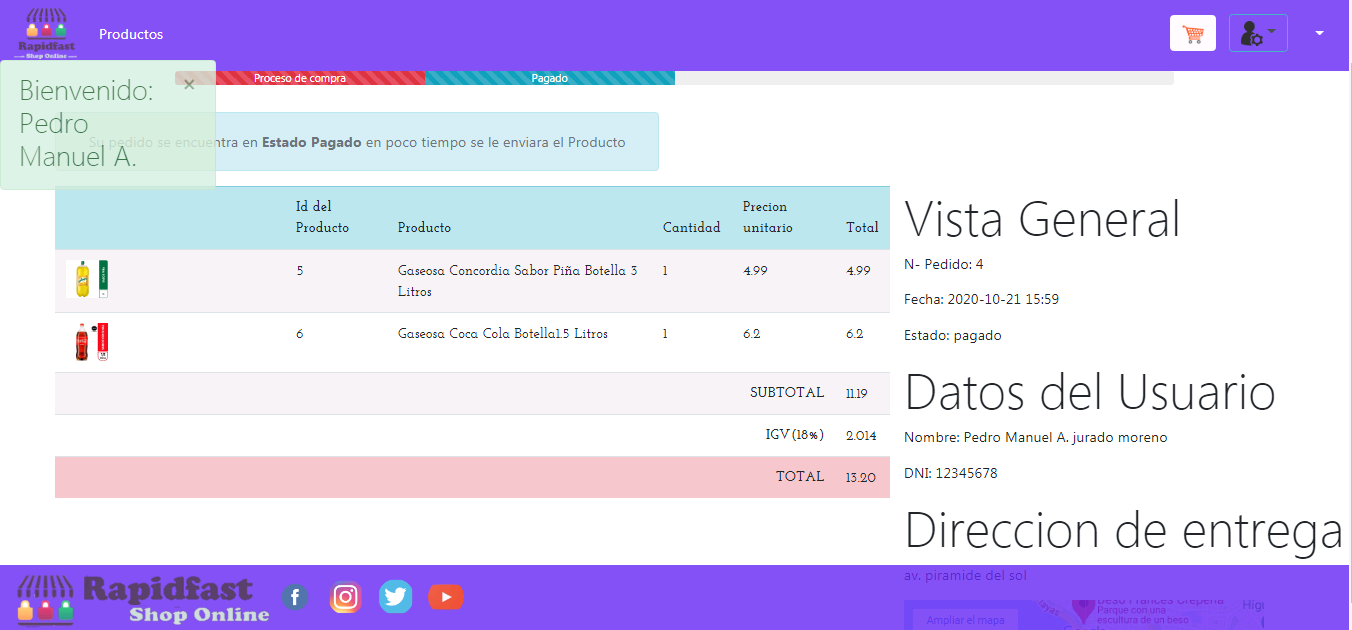 Rapidfast
Shop Online
Productos
Bienvenido:
Pedro
Manuel A.
×
Proceso de compra
Pagado
Su pedido se encuentra en Estado Pagado en poco tiempo se le enviara el Producto
Id del
Producto
Producto
Cantidad
Precion
unitario
Total
5
Gaseosa Concordia Sabor Piña Botella 3
Litros
1
4.99
4.99
6
Gaseosa Coca Cola Botella1.5 Litros
1
6.2
6.2
SUBTOTAL
11.19
IGV(18%)
2.014
TOTAL
13.20
Vista General
N- Pedido: 4
Fecha: 2020-10-21 15:59
Estado: pagado
Datos del Usuario
Nombre: Pedro Manuel A. jurado moreno
DNI: 12345678
Direccion de entrega
av. piramide del sol
Rapidfast
Shop Online
Ampliar el mapa
Beso Frances Creperia
Parque con una
escultura de un beso